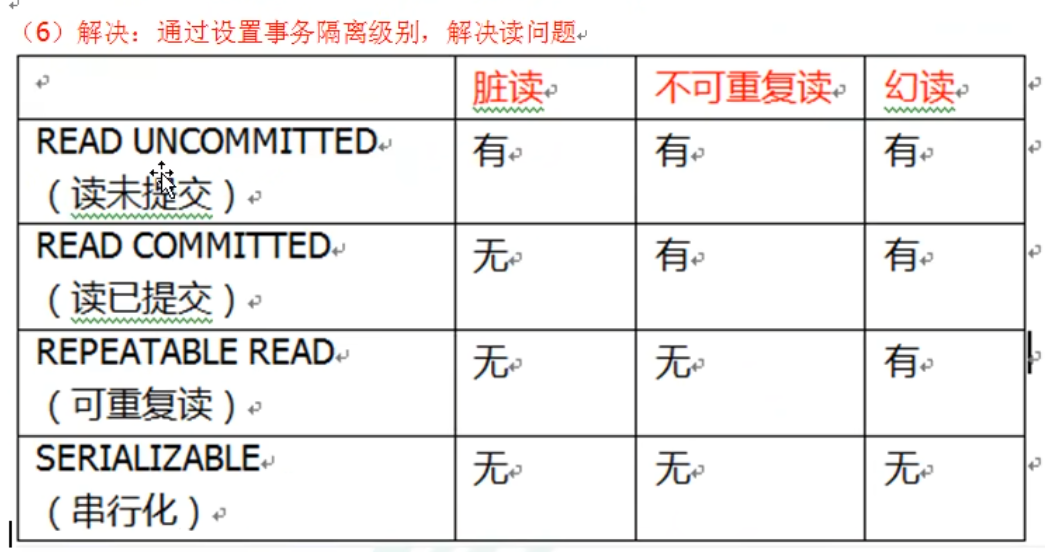 （6）解决：通过设置事务隔离级别，解决读问题
脏读 不可重复读 幻读
READ UNCOMMITTED
（读未提交） 有 有 有
READ COMMITTED
（读已提交） 无 有 有
REPEATABLE READ
（可重复读） 无 无 有
SERIALIZABLE
（串行化） 无 无 无